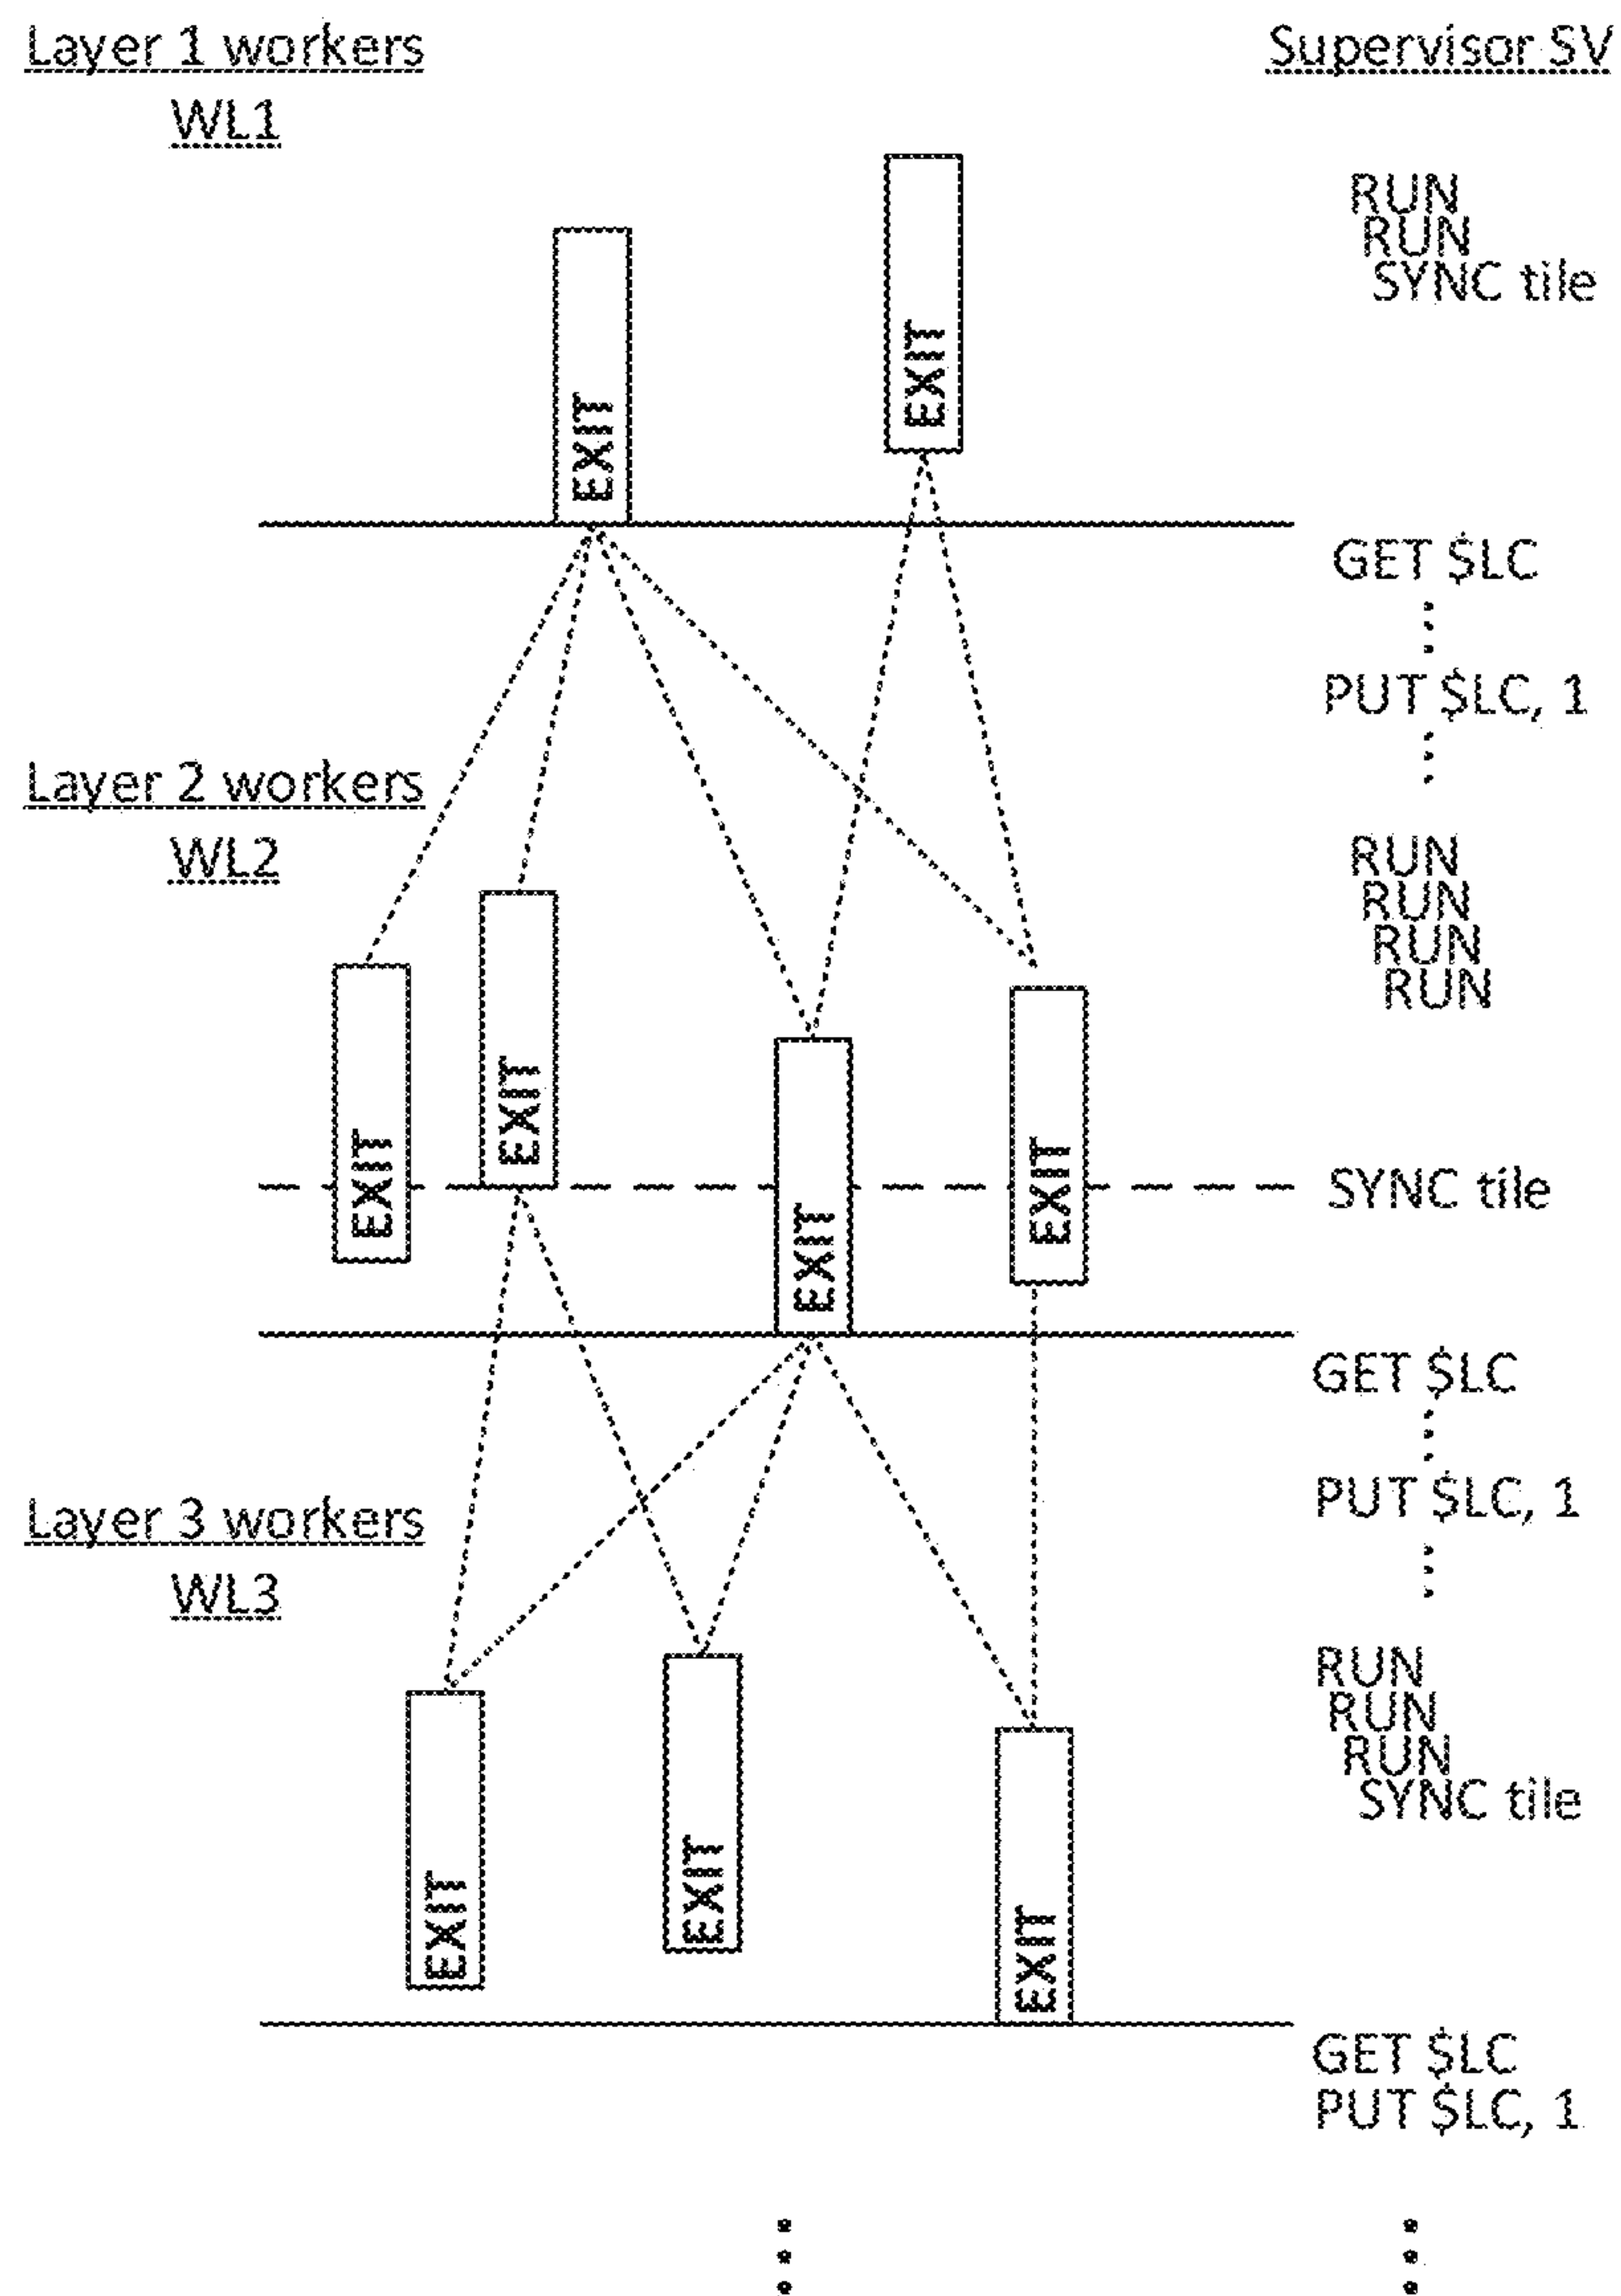 Layer 1 workers
WL1
Supervisor SV
RUN
RUN
SYNC tile
EXIT
EXIT
GET $LC
PUT $LC, 1
Layer 2 workers
WL2
RUN
RUN
RUN
RUN
EXIT
EXIT
EXIT
EXIT
SYNC tile
GET $LC
PUT $LC, 1
Layer 3 workers
WL3
RUN
RUN
RUN
SYNC tile
EXIT
EXIT
EXIT
GET $LC
PUT $LC, 1